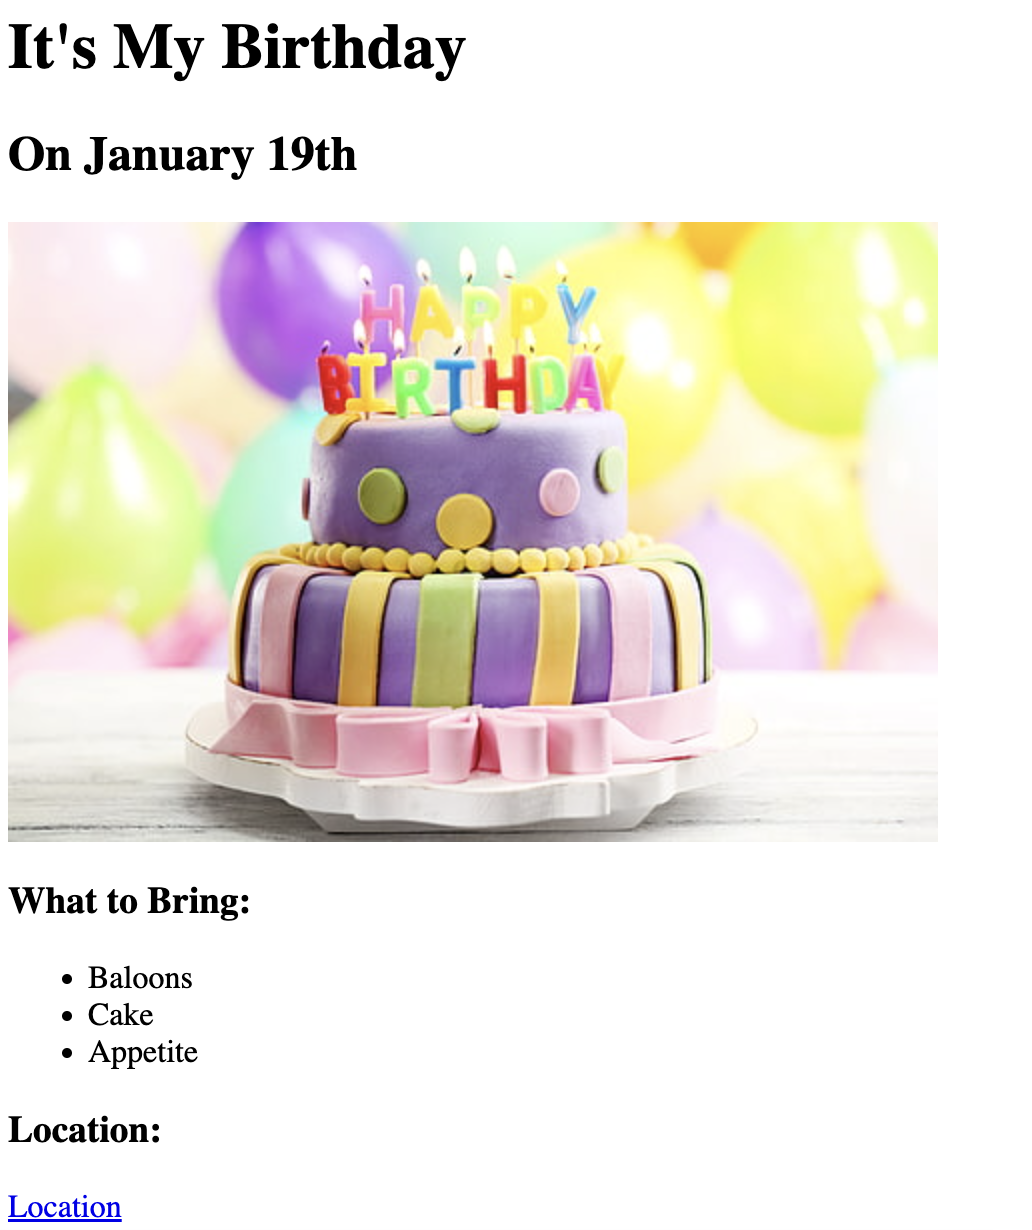 It's My Birthday
On January 19th
HAPPY
BIRTHDAY
What to Bring:
Baloons
Cake
Appetite
Location:
Location